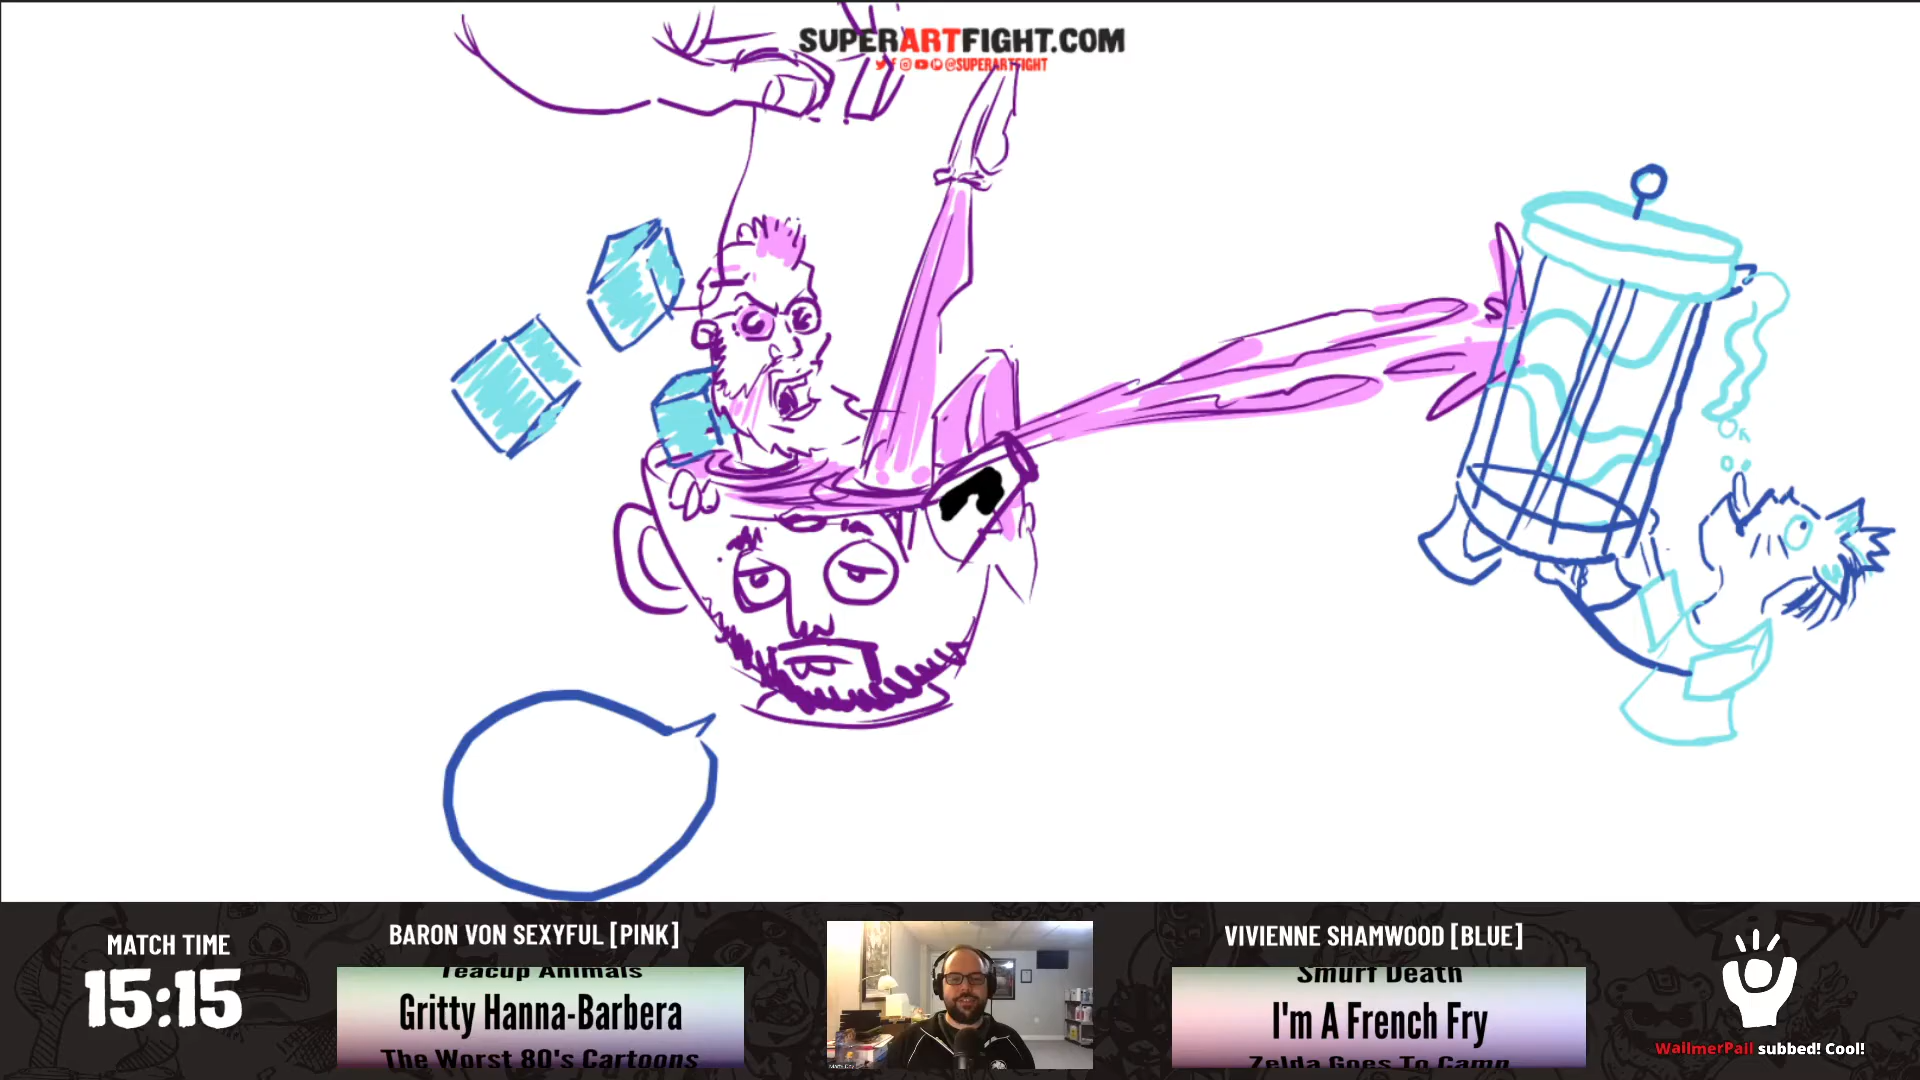 SUPERARTFIGHT.COM
@SUPERARTFIGHT
MATCH TIME
15:15
BARON VON SEXYFUL [PINK]
Teacup Animals
Gritty Hanna-Barbera
The Worst 80's Cartoons
VIVIENNE SHAMWOOD [BLUE]
Smurf Death
I'm A French Fry
Zelda Goes To Camp
WallmerPail subbed! Cool!